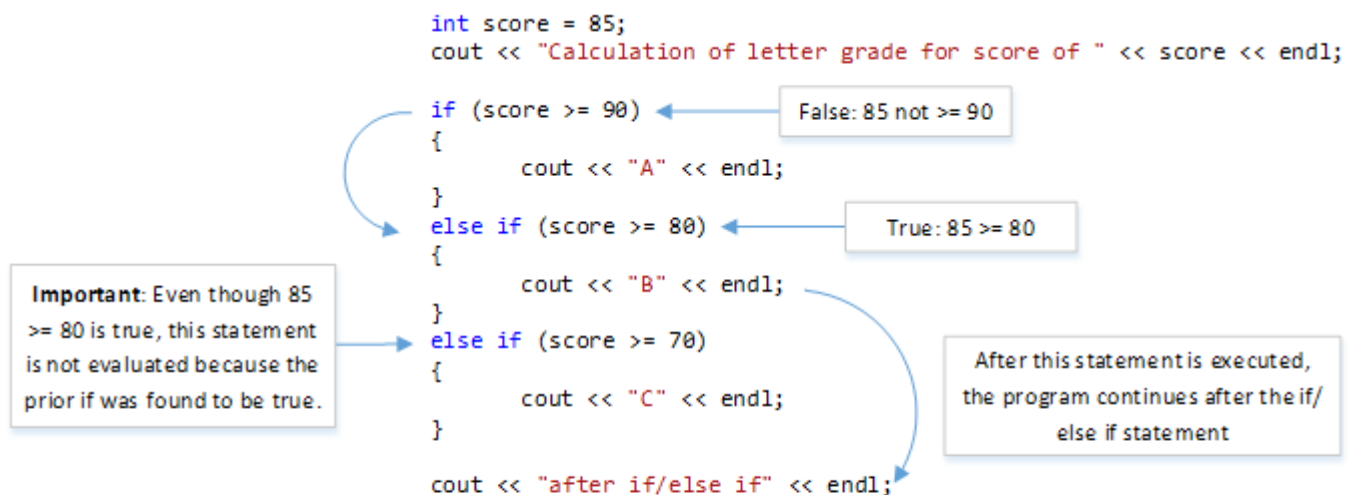 int score = 85;
cout << "Calculation of letter grade for score of " << score << endl;
if (score >= 90)
False: 85 not >= 90
{
cout << "A" << endl;
}
else if (score >= 80)
True: 85 >= 80
{
cout << "B" << endl;
}
Important: Even though 85
>= 80 is true, this statement
is not evaluated because the
prior if was found to be true.
else if (score >= 70)
{
cout << "C" << endl;
}
After this statement is executed,
the program continues after the if/
else if statement
cout << "after if/else if" << endl;